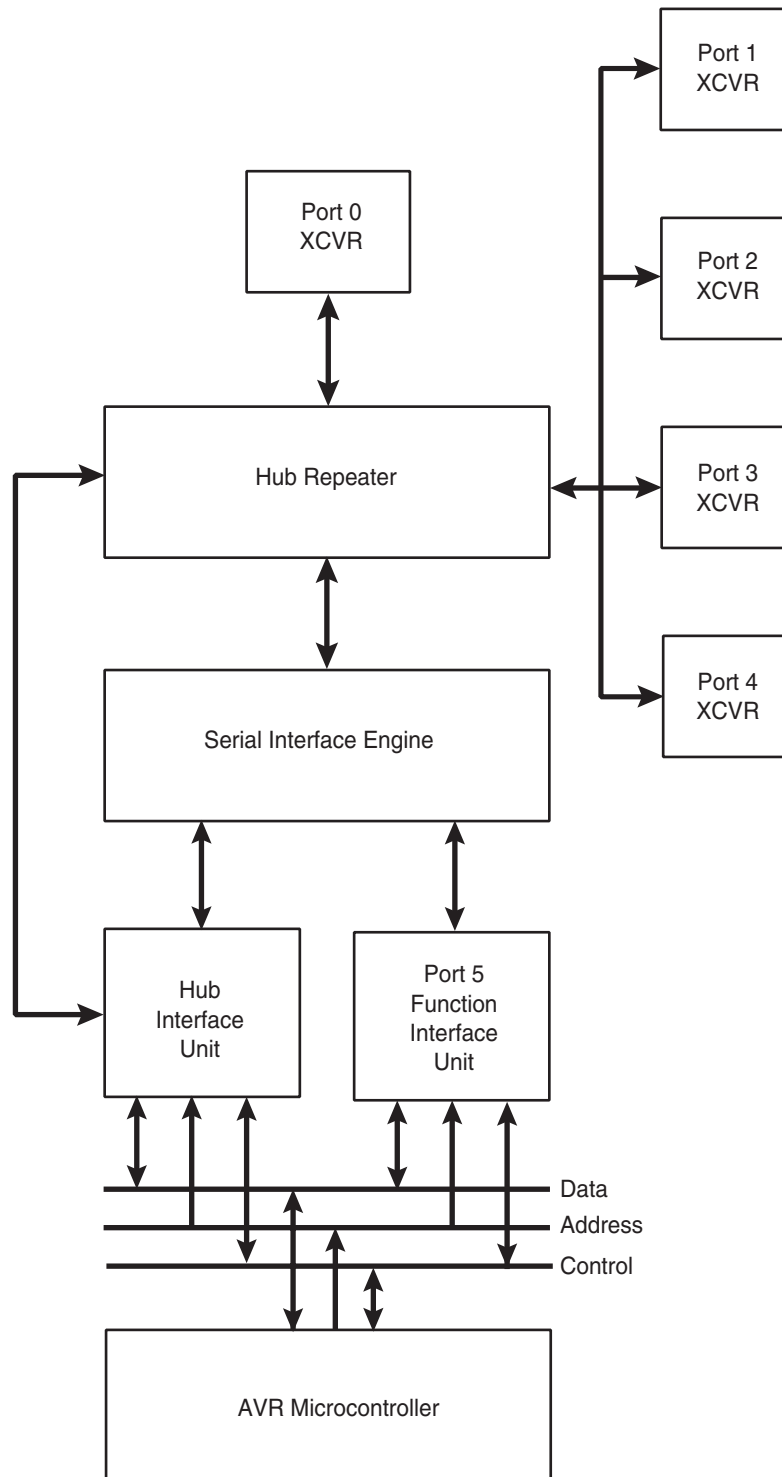 Port 1
XCVR
Port 0
XCVR
Port 2
XCVR
Hub Repeater
Port 3
XCVR
Port 4
XCVR
Serial Interface Engine
Hub
Interface
Unit
Port 5
Function
Interface
Unit
Data
Address
Control
AVR Microcontroller